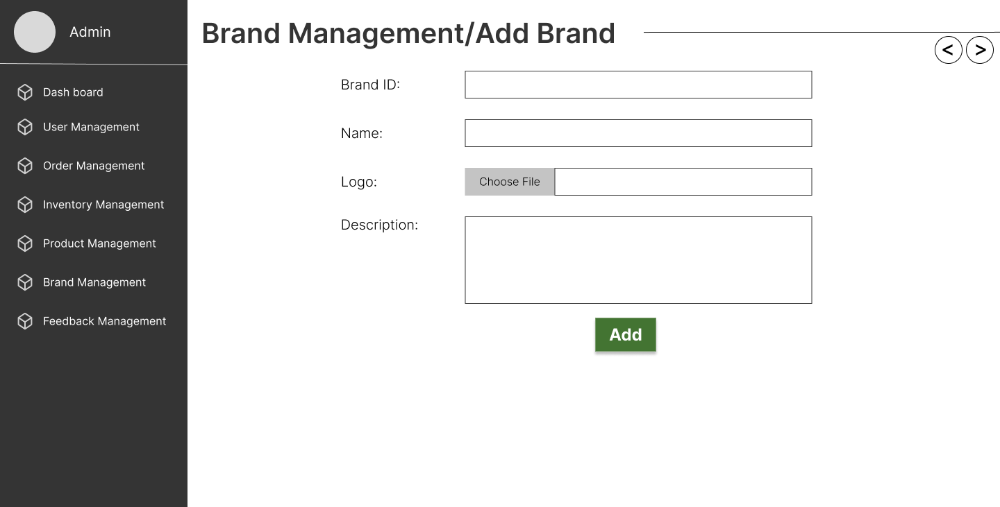 Admin
Dash board
User Management
Order Management
Inventory Management
Product Management
Brand Management
Feedback Management
Brand Management/Add Brand
< >
Brand ID:
Name:
Logo:
Choose File
Description:
Add